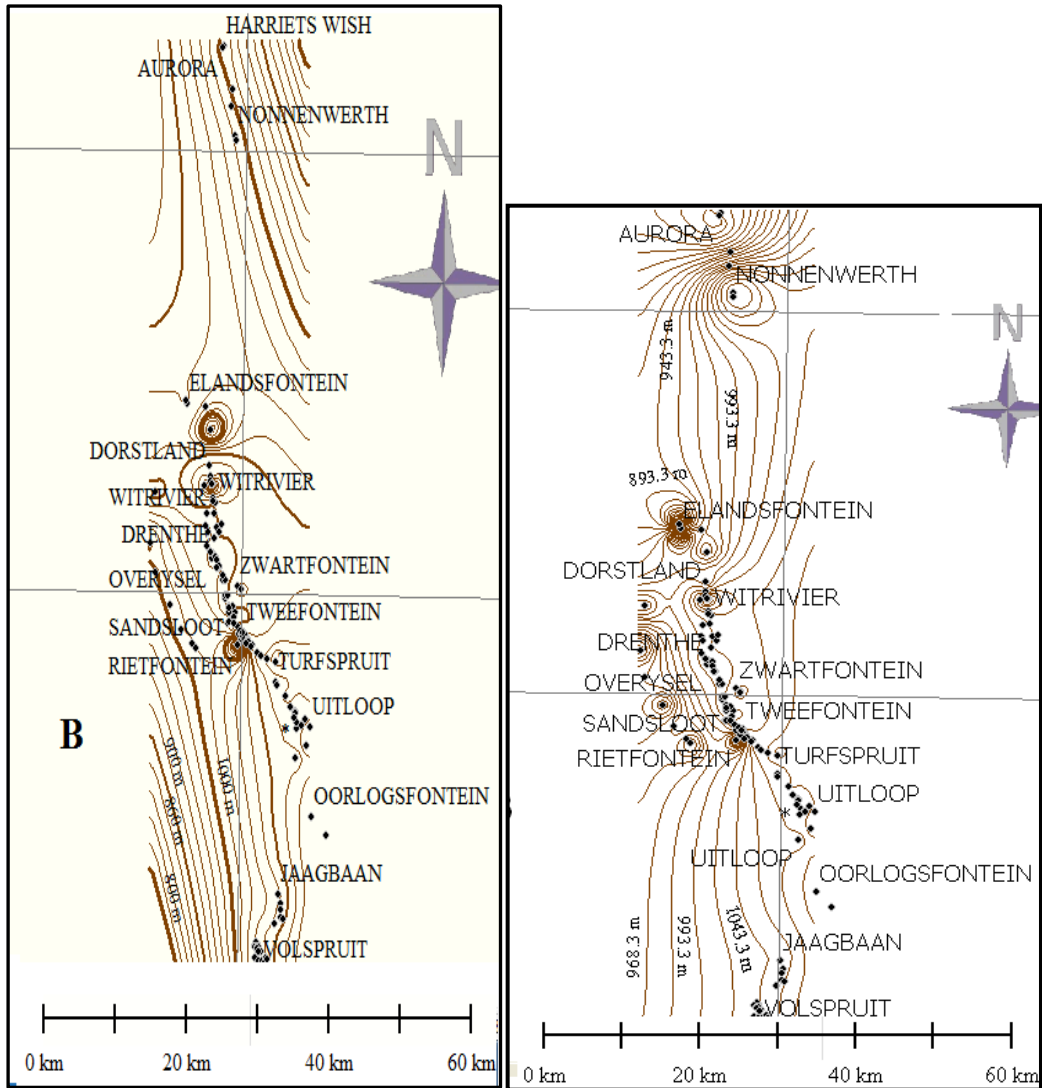 HARRIETS WISH
AURORA
NONNENWERTH
N
ELANDSFONTEIN
DORSTLAND
WITRIVIER
WITRIVIER
DRENTHE
ZWARTFONTEIN
OVERYSEL
TWEEFONTEIN
SANDSLOOT
RIETFONTEIN
TURFSPRUIT
UITLOOP
B
900 m
1000 m
860 m
800 m
OORLOGSFONTEIN
JAAGBAAN
VOLSPRUIT
0 km 20 km 40 km 60 km
AURORA
NONNENWERTH
N
943.3 m
993.3 m
893.3 m
ELANDSFONTEIN
DORSTLAND
WITRIVIER
DRENTHE
ZWARTFONTEIN
OVERYSEL
TWEEFONTEIN
SANDSLOOT
RIETFONTEIN
TURFSPRUIT
UITLOOP
*
UITLOOP
OORLOGSFONTEIN
968.3 m
993.3 m
1043.3 m
JAAGBAAN
VOLSPRUIT
0 km 20 km 40 km 60 km